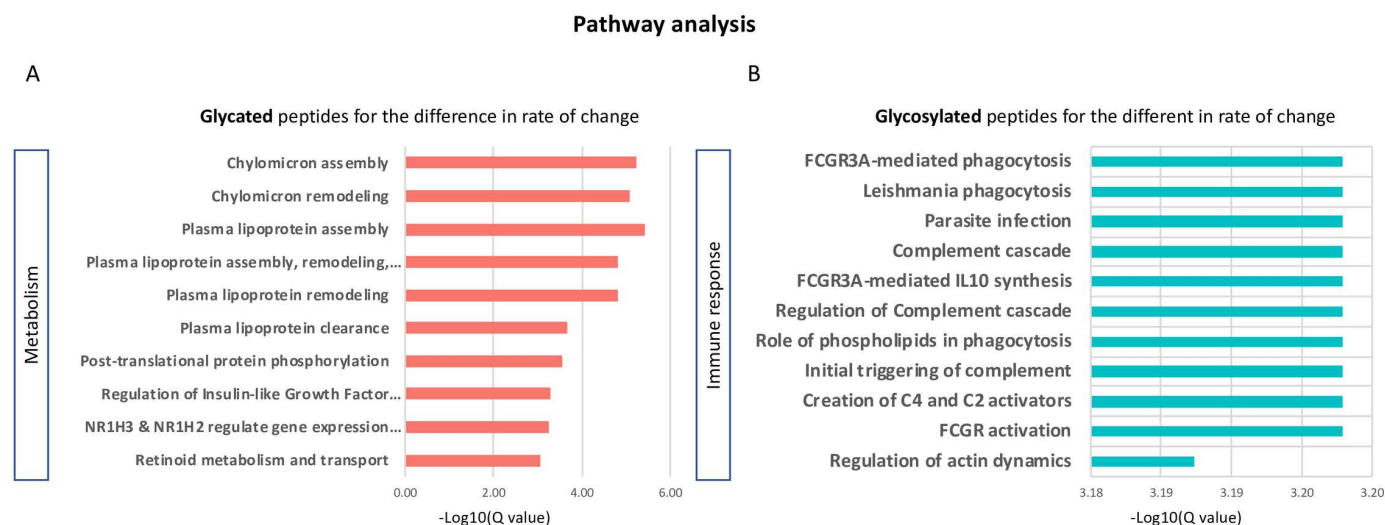 Pathway analysis
A
Glycated peptides for the difference in rate of change
Metabolism
Chylomicron assembly
Chylomicron remodeling
Plasma lipoprotein assembly
Plasma lipoprotein assembly, remodeling,...
Plasma lipoprotein remodeling
Plasma lipoprotein clearance
Post-translational protein phosphorylation
Regulation of Insulin-like Growth Factor...
NR1H3 & NR1H2 regulate gene expression...
Retinoid metabolism and transport
0.00 2.00 4.00 6.00
-Log10(Q value)
B
Glycosylated peptides for the different in rate of change
Immune response
FCGR3A-mediated phagocytosis
Leishmania phagocytosis
Parasite infection
Complement cascade
FCGR3A-mediated IL10 synthesis
Regulation of Complement cascade
Role of phospholipids in phagocytosis
Initial triggering of complement
Creation of C4 and C2 activators
FCGR activation
Regulation of actin dynamics
3.18 3.19 3.19 3.20 3.20
-Log10(Q value)